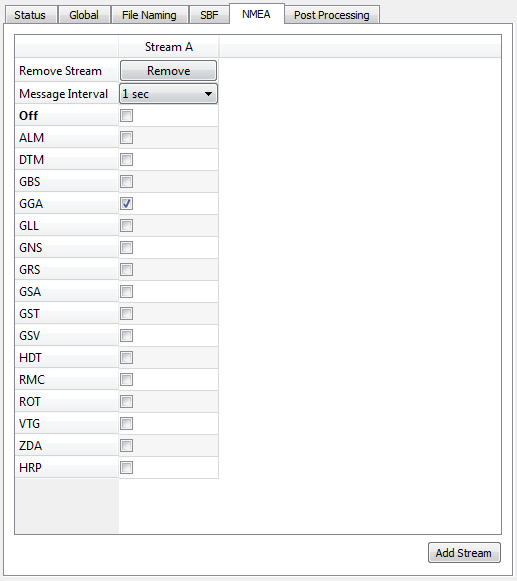 Status Global File Naming SBF NMEA Post Processing
Stream A
Remove Stream Remove
Message Interval 1 sec
Off
ALM
DTM
GBS
GGA
GLL
GNS
GRS
GSA
GST
GSV
HDT
RMC
ROT
VTG
ZDA
HRP
Add Stream